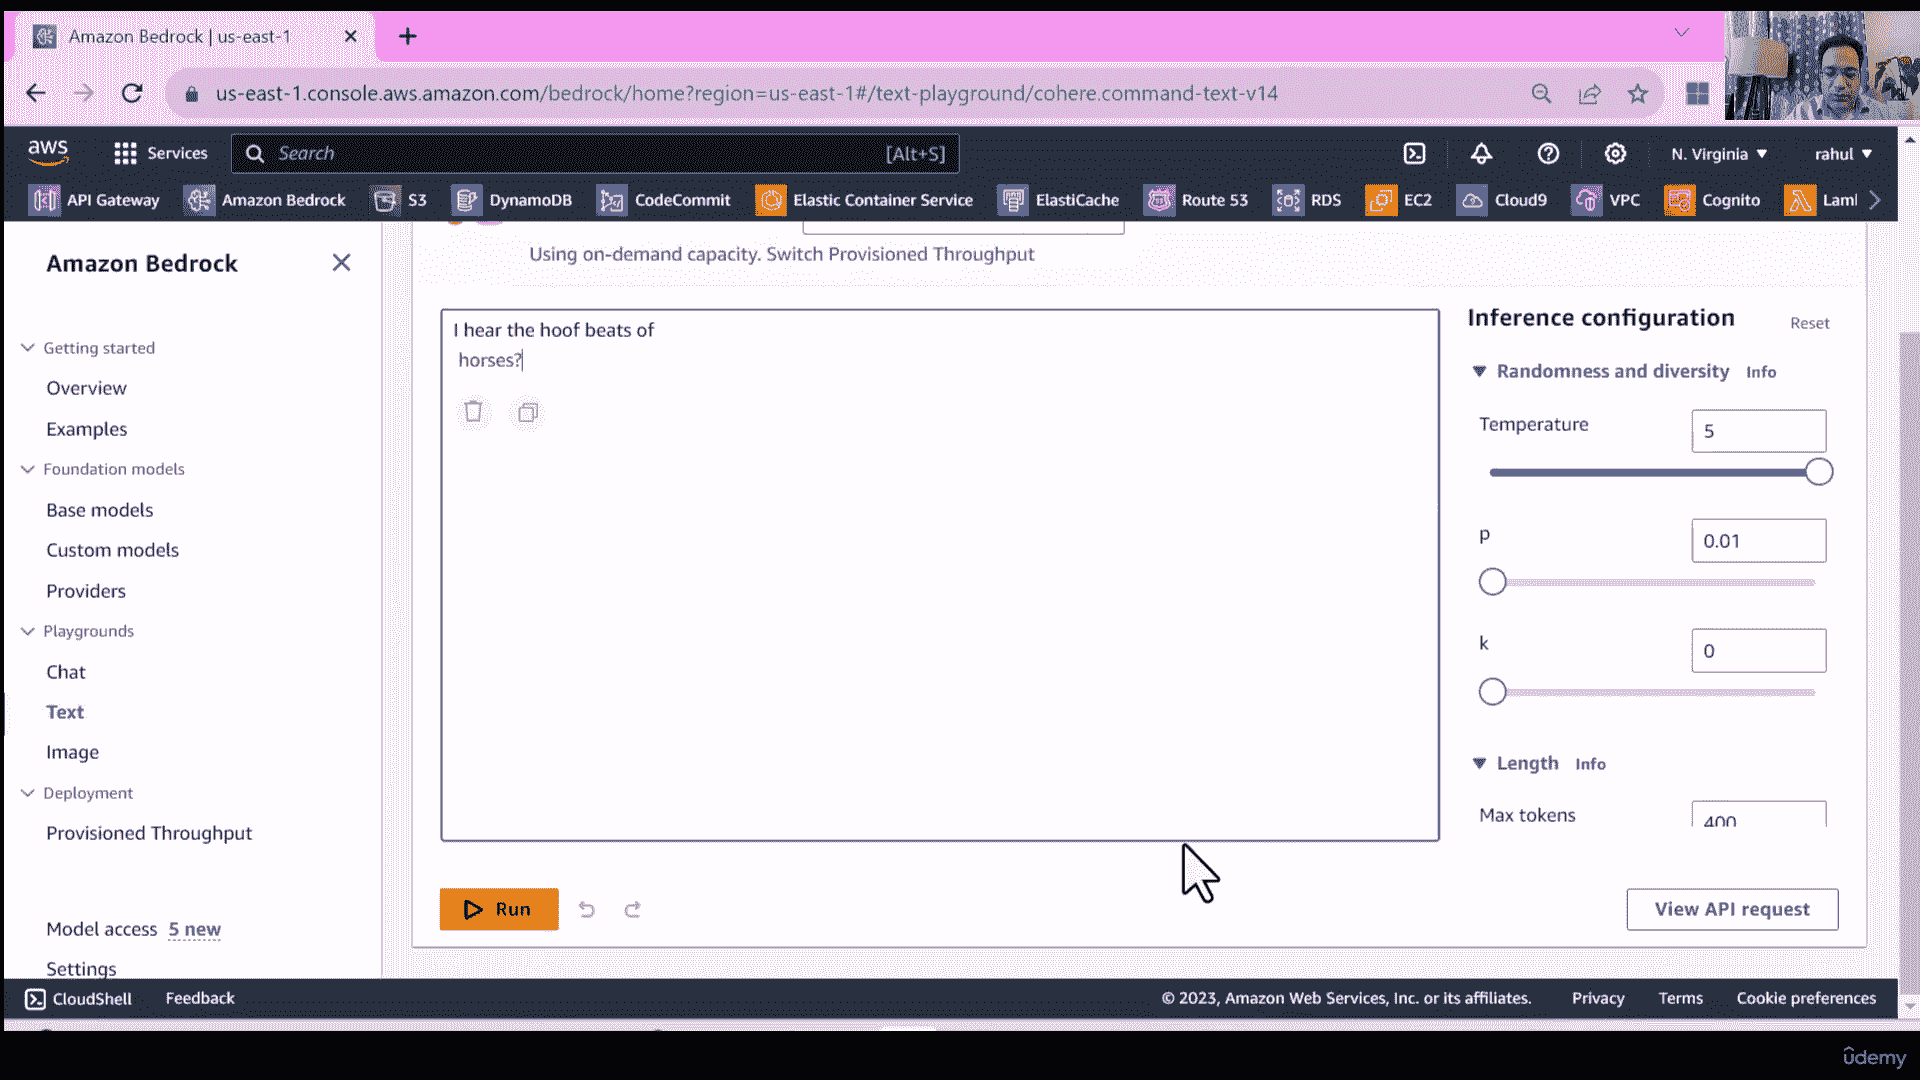 Amazon Bedrock | us-east-1
us-east-1.console.aws.amazon.com/bedrock/home?region=us-east-1#/text-playground/cohere.command-text-v14
aws Services Search [Alt+S] N. Virginia rahul
API Gateway Amazon Bedrock S3 DynamoDB CodeCommit Elastic Container Service ElastiCache Route 53 RDS EC2 Cloud9 VPC Cognito Laml
Amazon Bedrock
Getting started
Overview
Examples
Foundation models
Base models
Custom models
Providers
Playgrounds
Chat
Text
Image
Deployment
Provisioned Throughput
Model access 5 new
Settings
Using on-demand capacity. Switch Provisioned Throughput
I hear the hoof beats of
horses?
Run
Inference configuration Reset
Randomness and diversity Info
Temperature 5
p 0.01
k 0
Length Info
Max tokens 400
View API request
CloudShell Feedback © 2023, Amazon Web Services, Inc. or its affiliates. Privacy Terms Cookie preferences
udemy